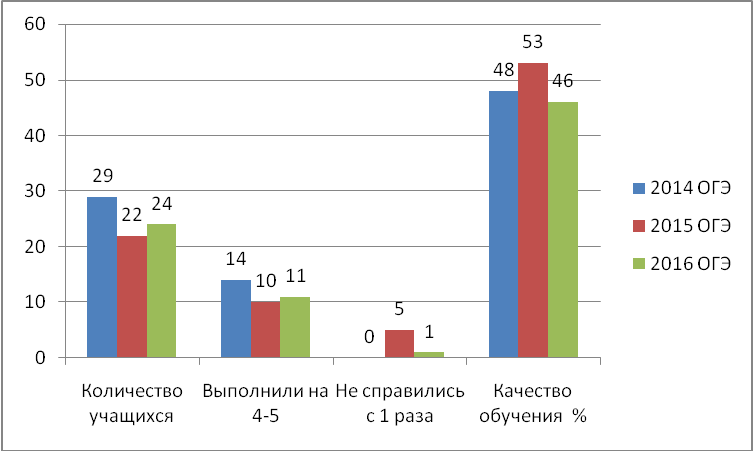 60
50
40
30
20
10
0
29
22
24
14
10
11
0
5
1
48
53
46
Количество
учащихся
Выполнили на
4-5
Не справились
с 1 раза
Качество
обучения %
2014 ОГЭ
2015 ОГЭ
2016 ОГЭ